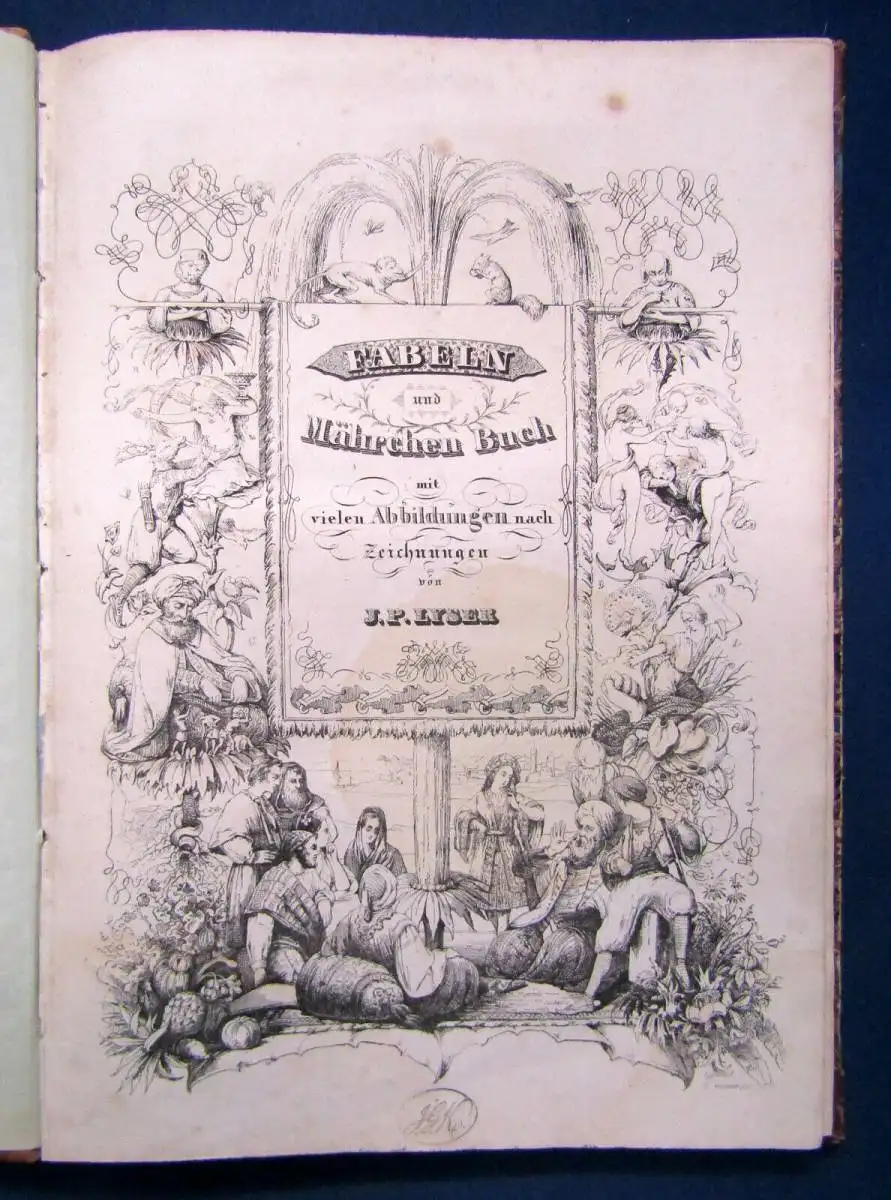 FABELN
und
Mährchen Buch
mit
vielen Abbildungen nach
Zeichnungen
von
J. P. LYSER